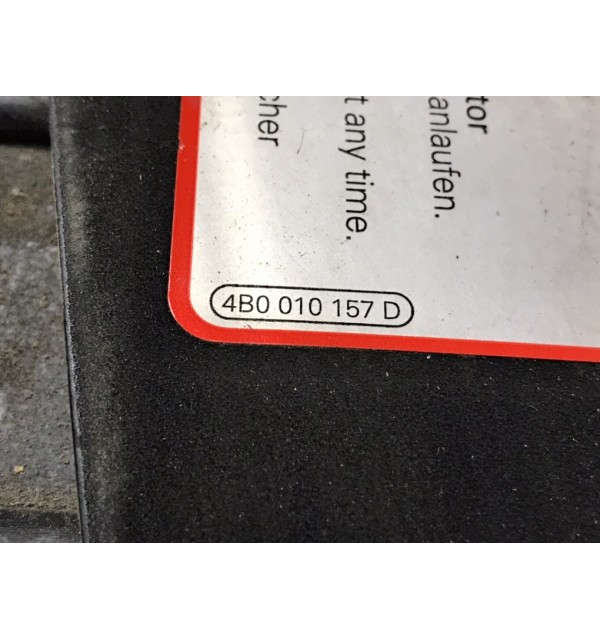 tor
anlaufen.
t any time.
cher
4B0 010 157 D